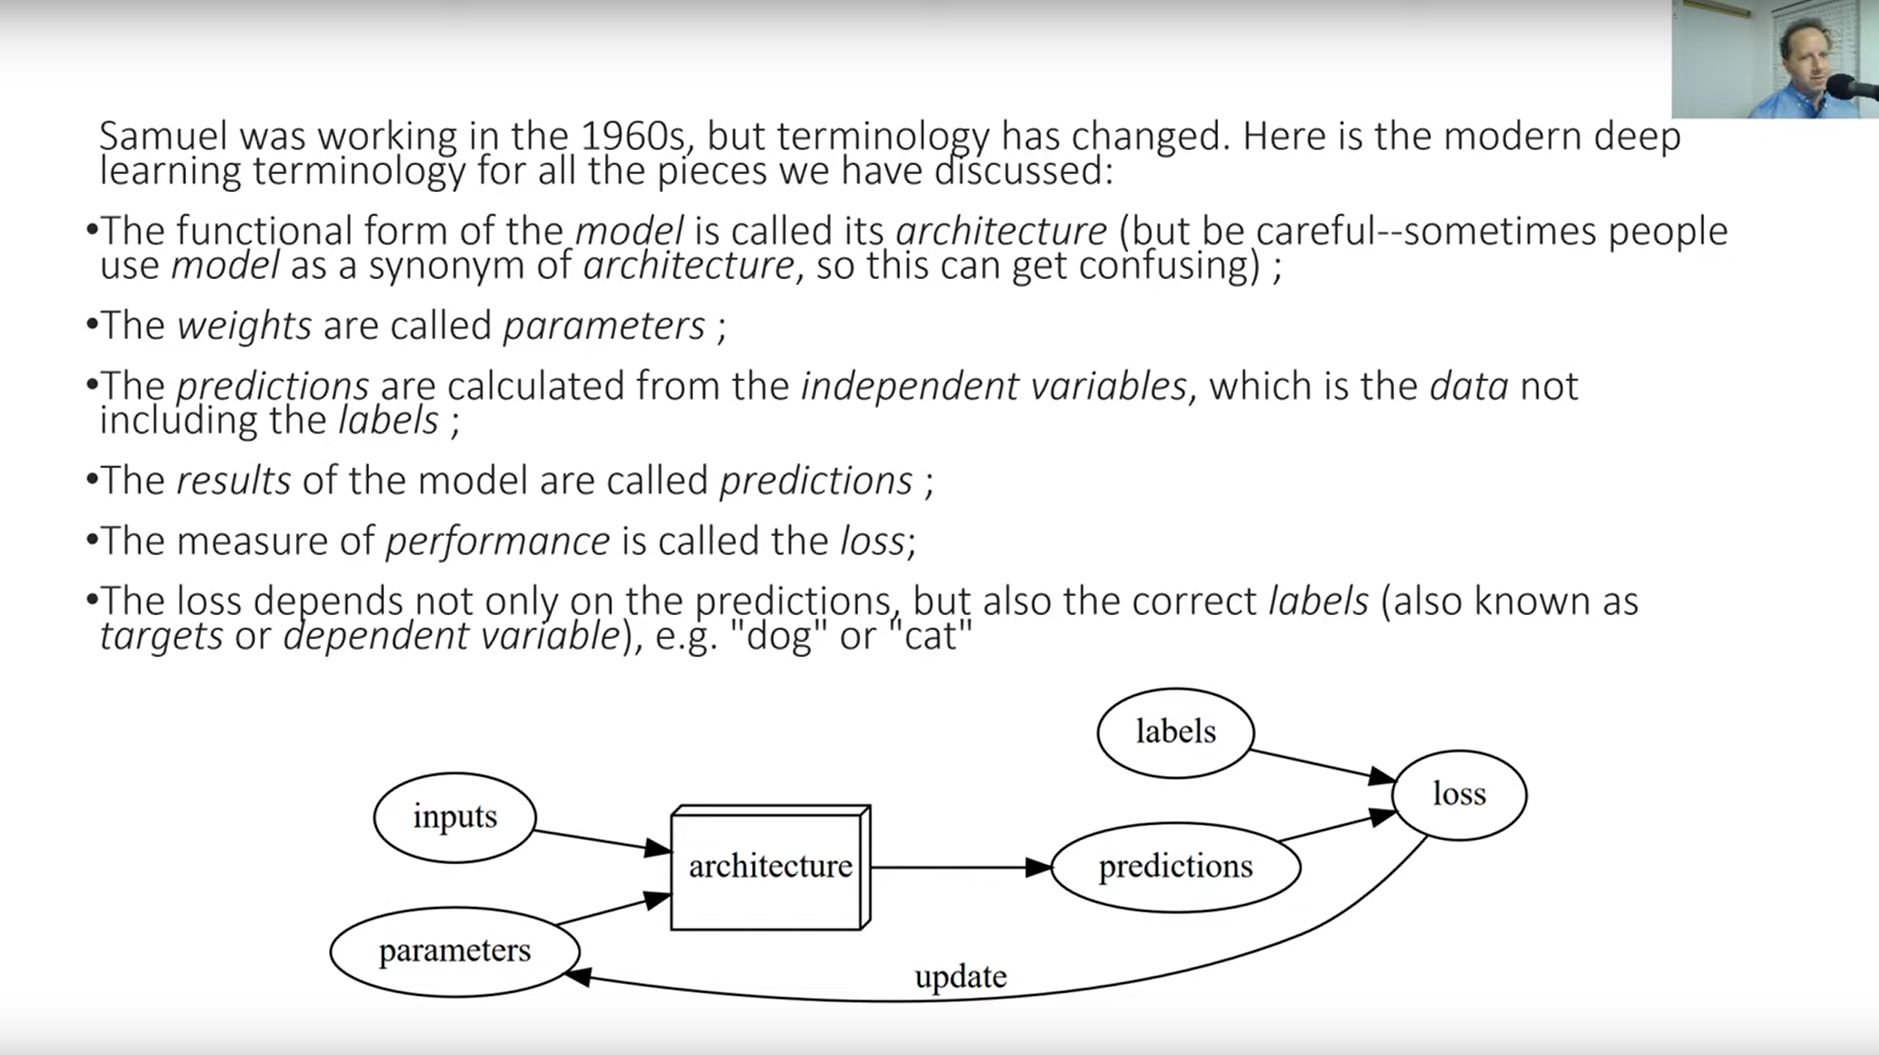 Samuel was working in the 1960s, but terminology has changed. Here is the modern deep
learning terminology for all the pieces we have discussed:
•The functional form of the model is called its architecture (but be careful--sometimes people
use model as a synonym of architecture, so this can get confusing) ;
•The weights are called parameters ;
•The predictions are calculated from the independent variables, which is the data not
including the labels ;
•The results of the model are called predictions ;
•The measure of performance is called the loss;
•The loss depends not only on the predictions, but also the correct labels (also known as
targets or dependent variable), e.g. "dog" or "cat"
labels
loss
inputs
architecture
predictions
parameters
update